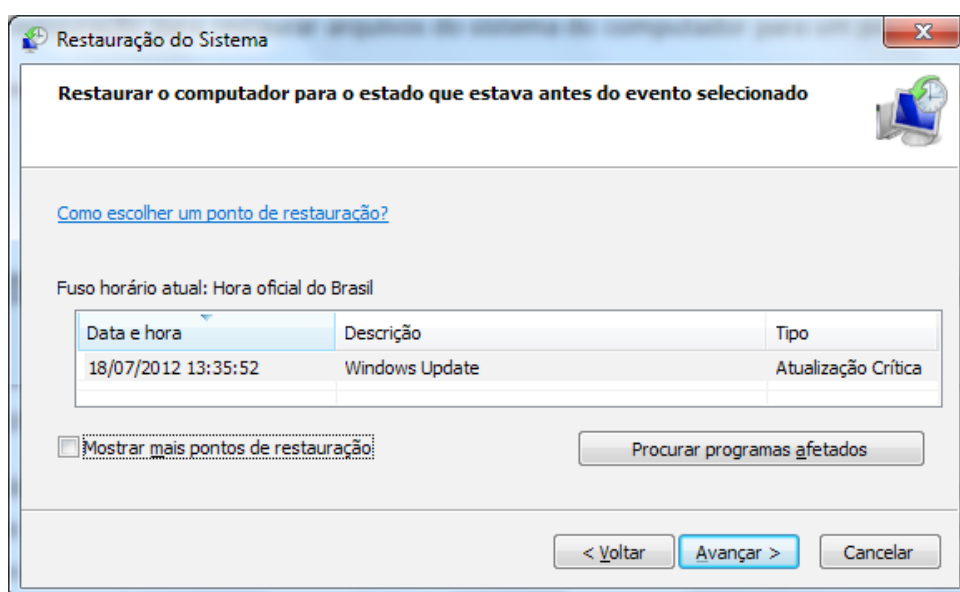 Restauração do Sistema
Restaurar o computador para o estado que estava antes do evento selecionado
Como escolher um ponto de restauração?
Fuso horário atual: Hora oficial do Brasil
Data e hora Descrição Tipo
18/07/2012 13:35:52 Windows Update Atualização Crítica
Mostrar mais pontos de restauração Procurar programas afetados
< Voltar Avançar > Cancelar